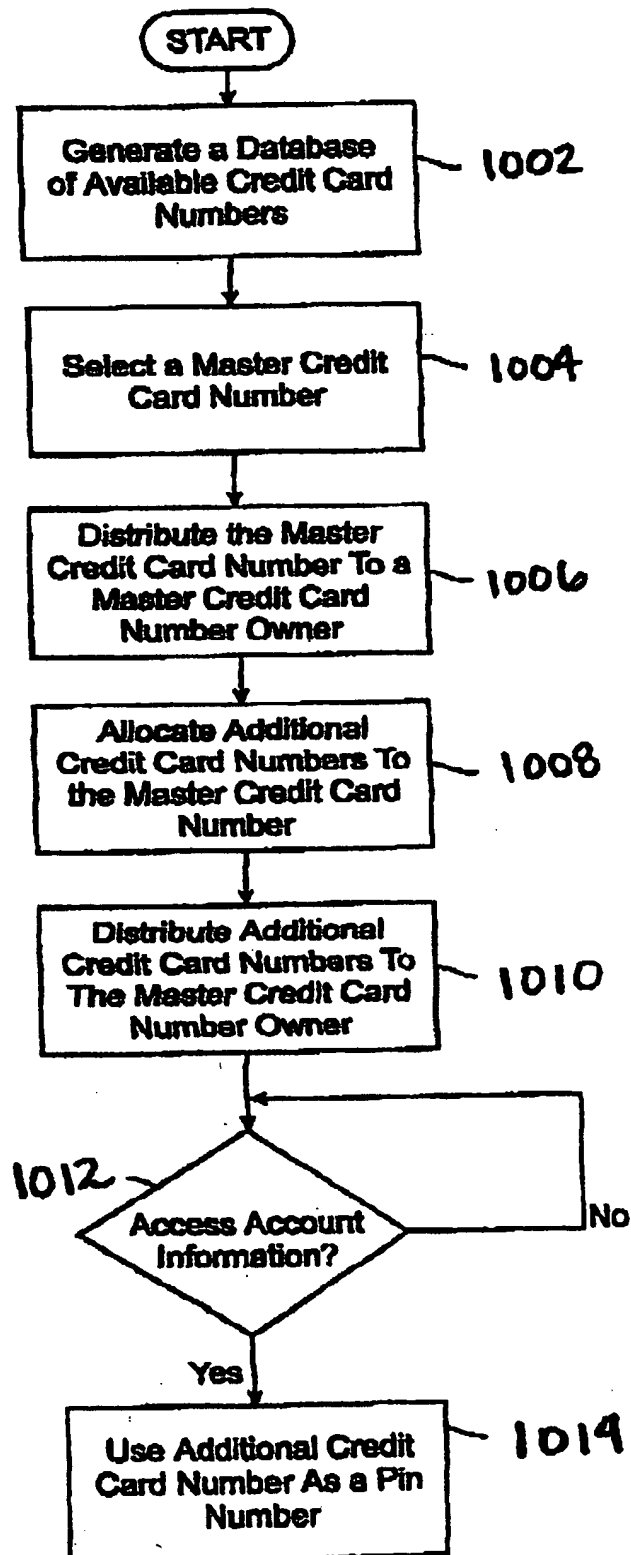 START
Generate a Database
of Available Credit Card
Numbers
1002
Select a Master Credit
Card Number
1004
Distribute the Master
Credit Card Number To a
Master Credit Card
Number Owner
1006
Allocate Additional
Credit Card Numbers To
the Master Credit Card
Number
1008
Distribute Additional
Credit Card Numbers To
The Master Credit Card
Number Owner
1010
1012
Access Account
Information?
No
Yes
Use Additional Credit
Card Number As a Pin
Number
1014